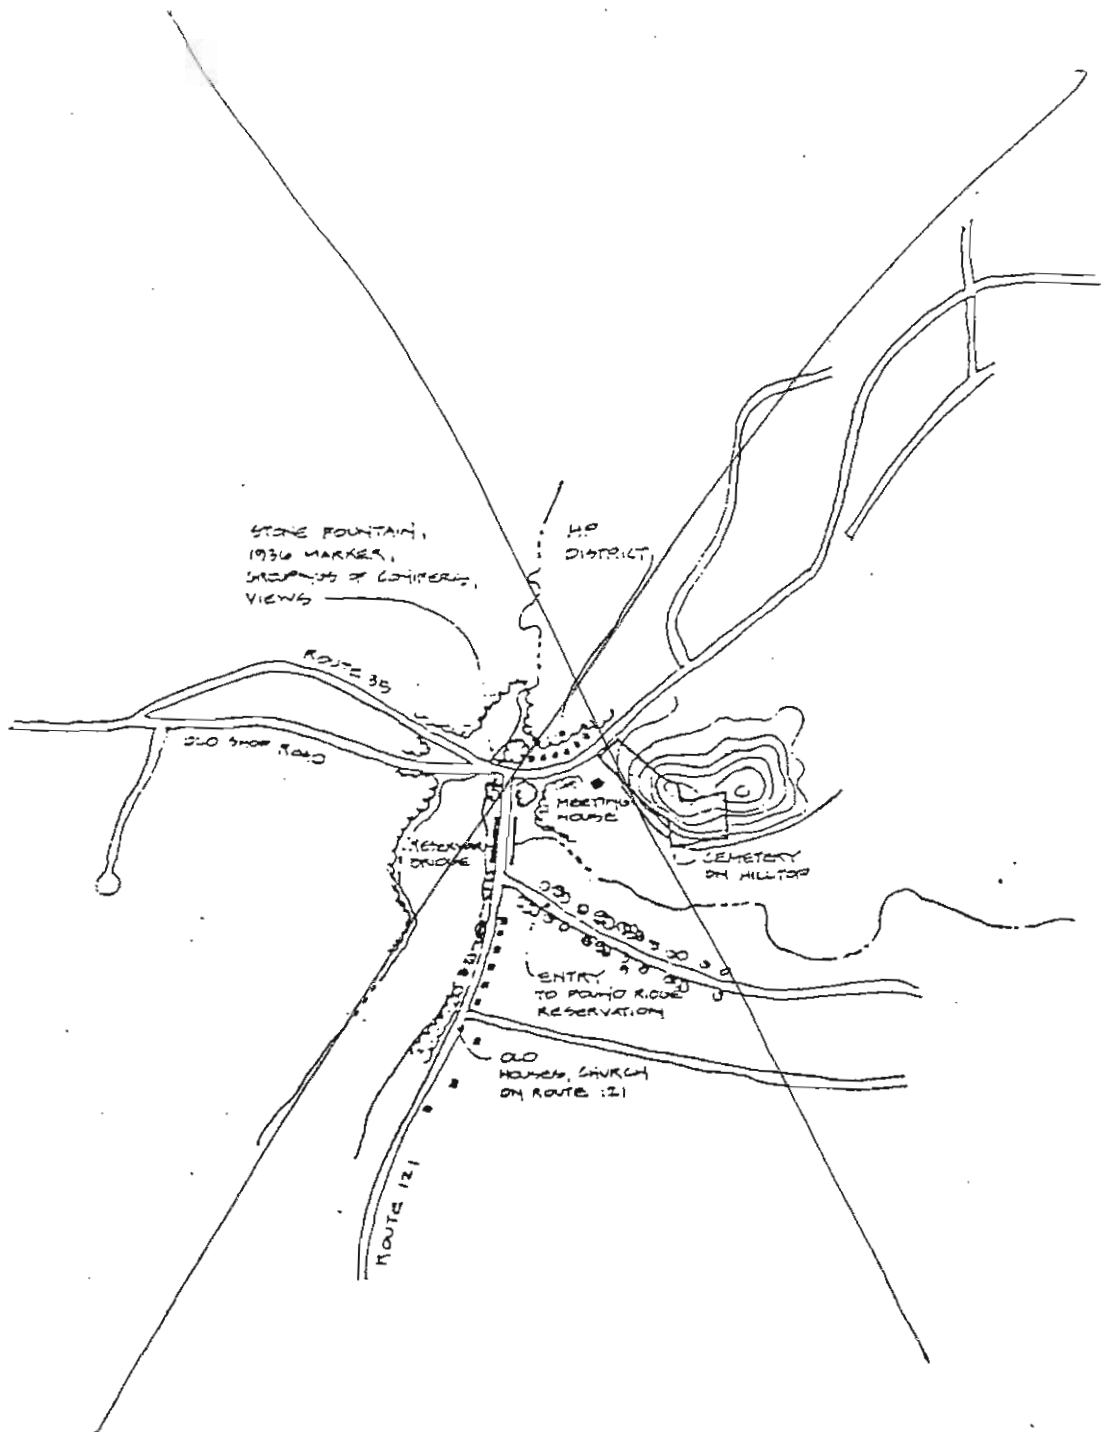 STONE FOUNTAIN,
1936 MARKER,
GROUPINGS OF CONIFERS,
VIEWS
H.P.
DISTRICT
ROUTE 35
OLD SHOP ROAD
MEETING
HOUSE
RESERVOIR
BRIDGE
CEMETERY
ON HILLTOP
ENTRY
TO POUND RIDGE
RESERVATION
OLD
HOUSES, CHURCH
ON ROUTE 121
ROUTE 121